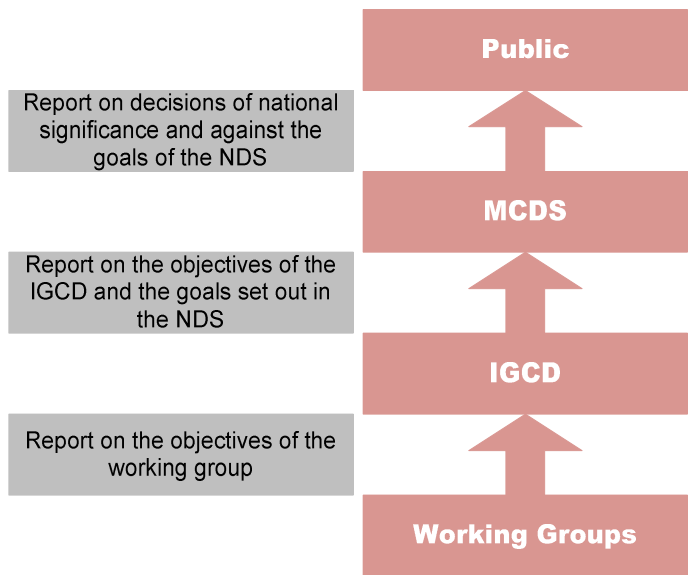 Public
Report on decisions of national
significance and against the
goals of the NDS
MCDS
Report on the objectives of the
IGCD and the goals set out in
the NDS
IGCD
Report on the objectives of the
working group
Working Groups